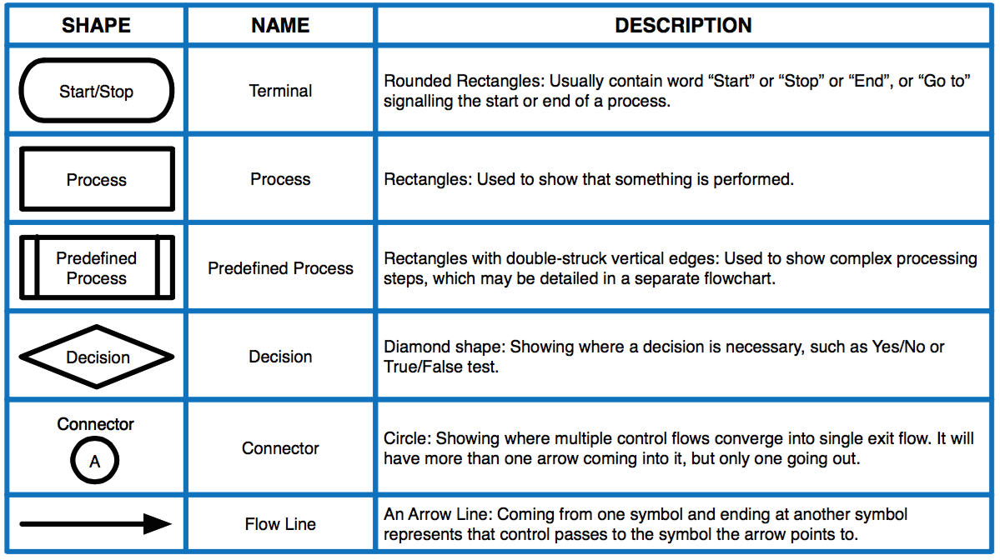 SHAPE
NAME
DESCRIPTION
Start/Stop
Terminal
Rounded Rectangles: Usually contain word “Start” or “Stop” or “End”, or “Go to”
signalling the start or end of a process.
Process
Process
Rectangles: Used to show that something is performed.
Predefined
Process
Predefined Process
Rectangles with double-struck vertical edges: Used to show complex processing
steps, which may be detailed in a separate flowchart.
Decision
Decision
Diamond shape: Showing where a decision is necessary, such as Yes/No or
True/False test.
Connector
A
Connector
Circle: Showing where multiple control flows converge into single exit flow. It will
have more than one arrow coming into it, but only one going out.
Flow Line
An Arrow Line: Coming from one symbol and ending at another symbol
represents that control passes to the symbol the arrow points to.